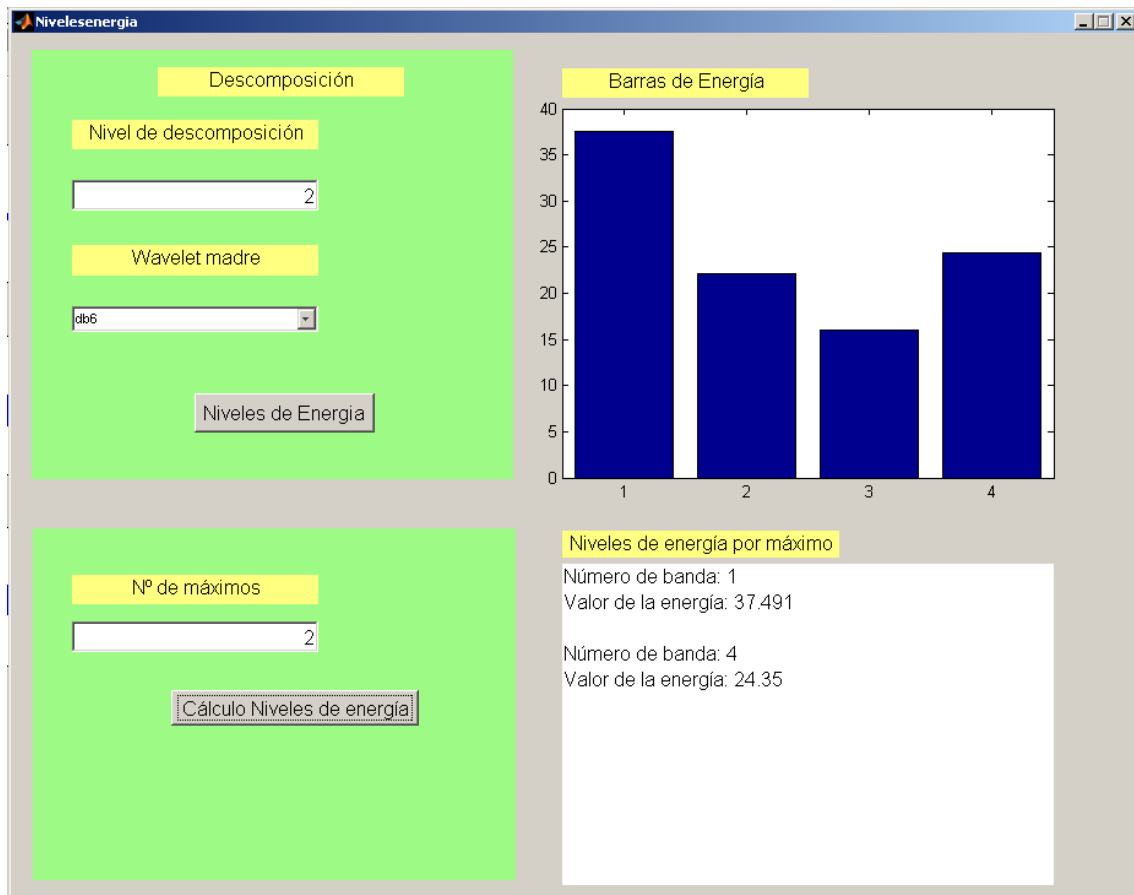 Nivelesenergia
Descomposición
Nivel de descomposición
2
Wavelet madre
db6
Niveles de Energia
Barras de Energía
40
35
30
25
20
15
10
5
0
1 2 3 4
Nº de máximos
2
Cálculo Niveles de energía
Niveles de energía por máximo
Número de banda: 1
Valor de la energía: 37.491
Número de banda: 4
Valor de la energía: 24.35